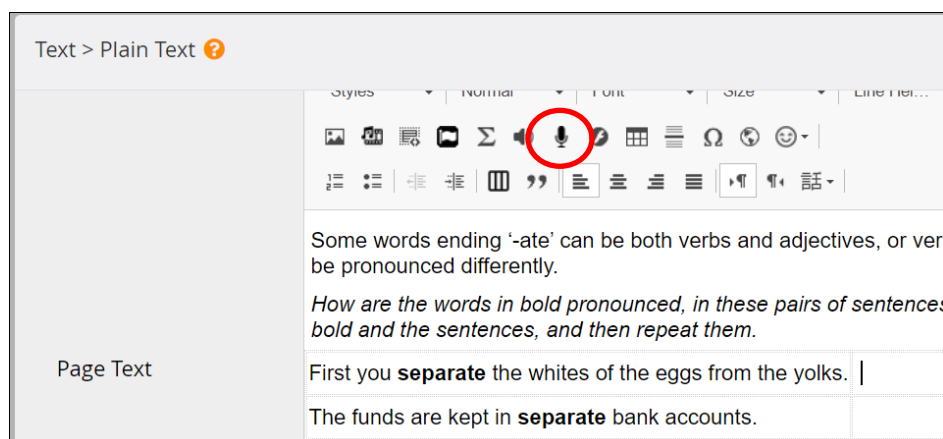 Text > Plain Text
Styles Normal Font Size Line Hei…
Some words ending ‘-ate’ can be both verbs and adjectives, or ver
be pronounced differently.
How are the words in bold pronounced, in these pairs of sentences
bold and the sentences, and then repeat them.
Page Text
First you separate the whites of the eggs from the yolks.
The funds are kept in separate bank accounts.